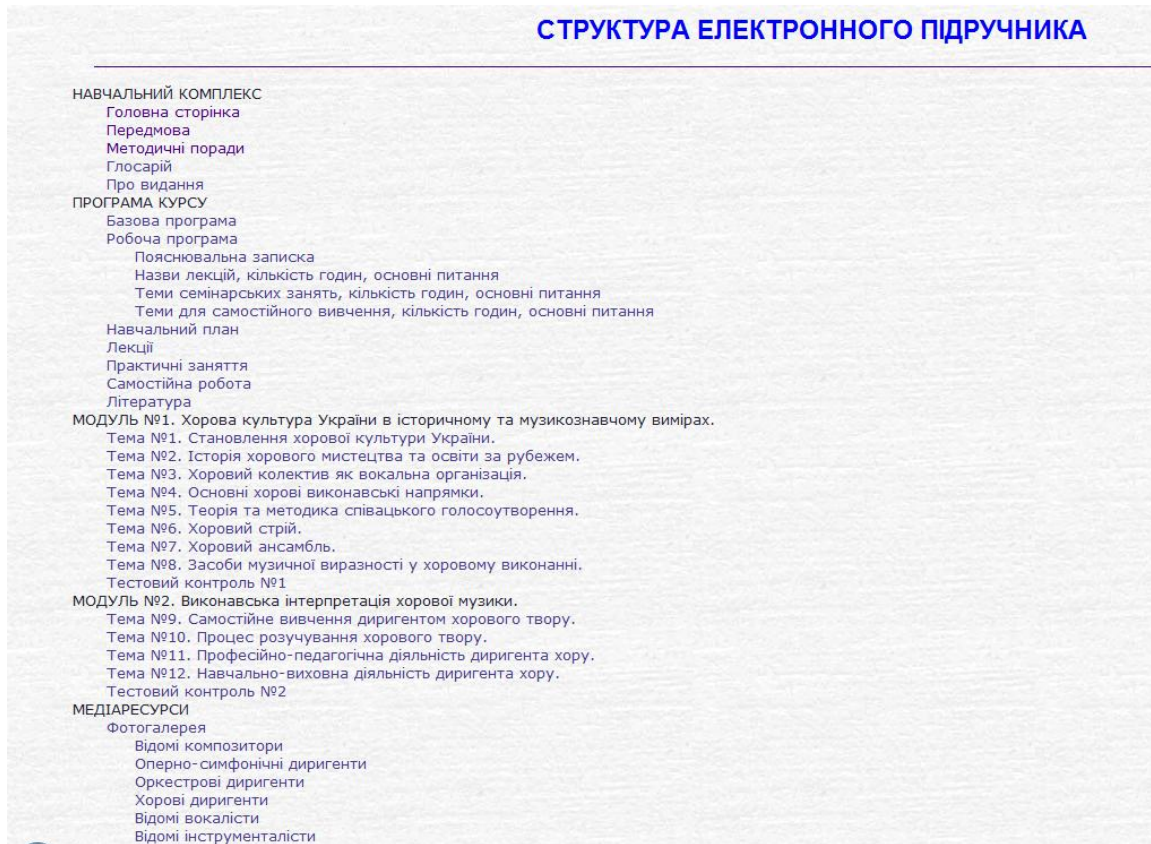 СТРУКТУРА ЕЛЕКТРОННОГО ПІДРУЧНИКА
НАВЧАЛЬНИЙ КОМПЛЕКС
Головна сторінка
Передмова
Методичні поради
Глосарій
Про видання
ПРОГРАМА КУРСУ
Базова програма
Робоча програма
Пояснювальна записка
Назви лекцій, кількість годин, основні питання
Теми семінарських занять, кількість годин, основні питання
Теми для самостійного вивчення, кількість годин, основні питання
Навчальний план
Лекції
Практичні заняття
Самостійна робота
Література
МОДУЛЬ №1. Хорова культура України в історичному та музикознавчому вимірах.
Тема №1. Становлення хорової культури України.
Тема №2. Історія хорового мистецтва та освіти за рубежем.
Тема №3. Хоровий колектив як вокальна організація.
Тема №4. Основні хорові виконавські напрямки.
Тема №5. Теорія та методика співацького голосоутворення.
Тема №6. Хоровий стрій.
Тема №7. Хоровий ансамбль.
Тема №8. Засоби музичної виразності у хоровому виконанні.
Тестовий контроль №1
МОДУЛЬ №2. Виконавська інтерпретація хорової музики.
Тема №9. Самостійне вивчення диригентом хорового твору.
Тема №10. Процес розучування хорового твору.
Тема №11. Професійно-педагогічна діяльність диригента хору.
Тема №12. Навчально-виховна діяльність диригента хору.
Тестовий контроль №2
МЕДІАРЕСУРСИ
Фотогалерея
Відомі композитори
Оперно-симфонічні диригенти
Оркестрові диригенти
Хорові диригенти
Відомі вокалісти
Відомі інструменталісти